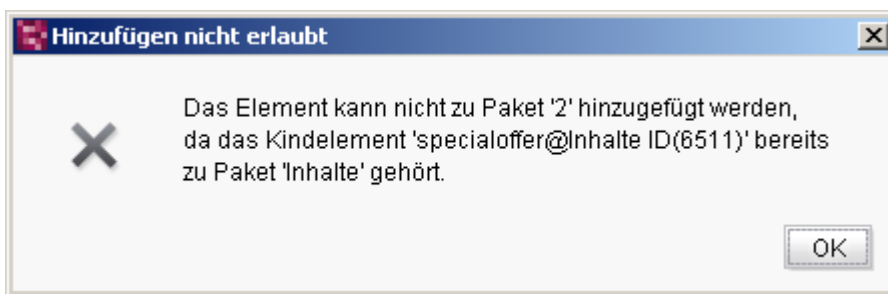 Hinzufügen nicht erlaubt
Das Element kann nicht zu Paket '2' hinzugefügt werden,
da das Kindelement 'specialoffer@Inhalte ID(6511)' bereits
zu Paket 'Inhalte' gehört.
OK